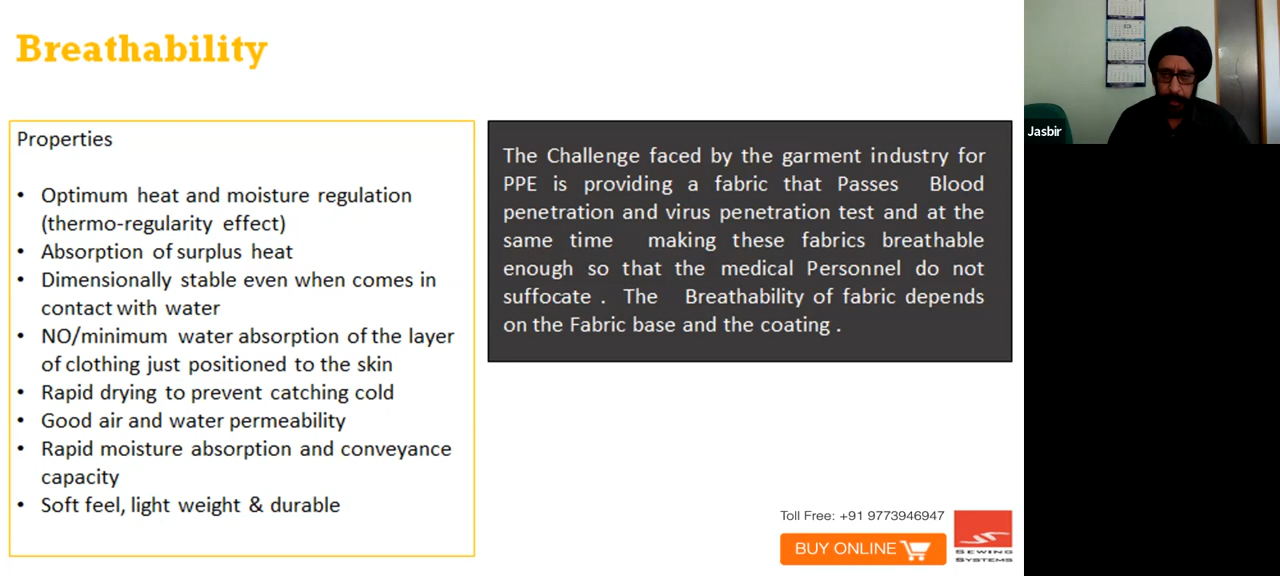 Breathability
Properties
• Optimum heat and moisture regulation
(thermo-regularity effect)
• Absorption of surplus heat
• Dimensionally stable even when comes in
contact with water
• NO/minimum water absorption of the layer
of clothing just positioned to the skin
• Rapid drying to prevent catching cold
• Good air and water permeability
• Rapid moisture absorption and conveyance
capacity
• Soft feel, light weight & durable
The Challenge faced by the garment industry for
PPE is providing a fabric that Passes Blood
penetration and virus penetration test and at the
same time making these fabrics breathable
enough so that the medical Personnel do not
suffocate . The Breathability of fabric depends
on the Fabric base and the coating .
Toll Free: +91 9773946947
BUY ONLINE
SEWING
SYSTEMS
Jasbir